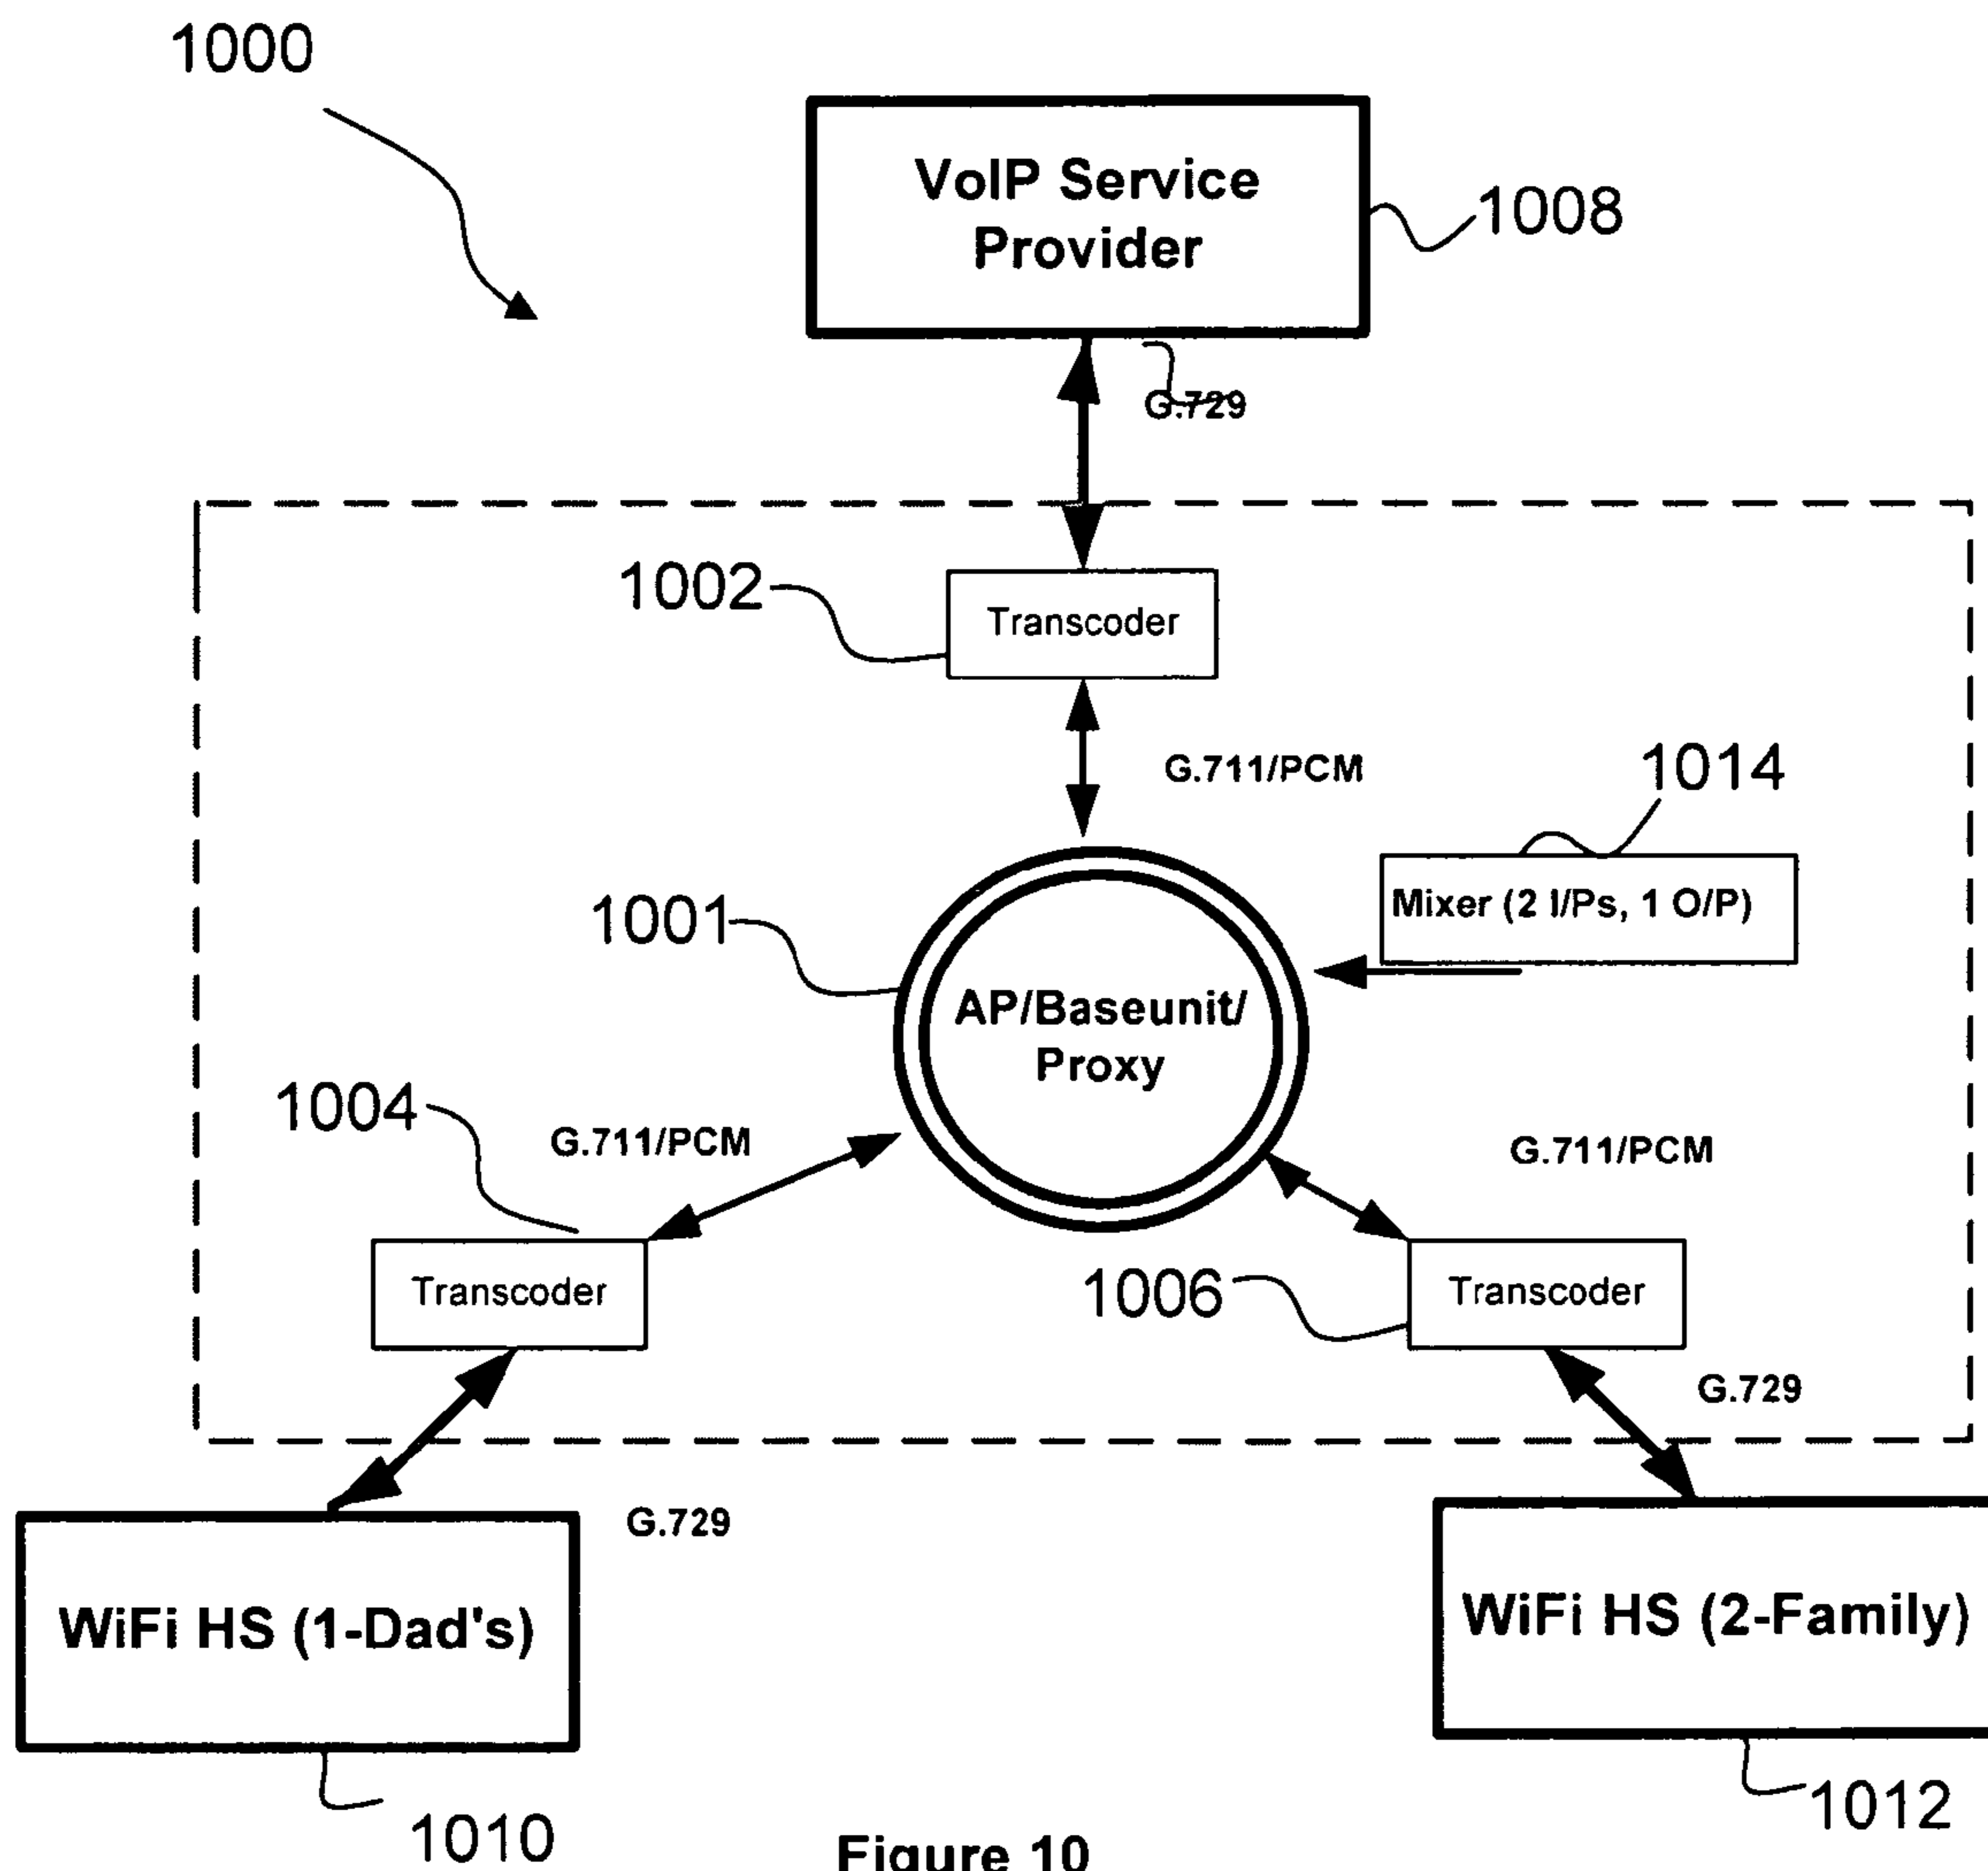 1000
VoIP Service
Provider
1008
G.729
1002
Transcoder
G.711/PCM
1014
Mixer (2 I/Ps, 1 O/P)
1001
AP/Baseunit/
Proxy
1004
G.711/PCM
G.711/PCM
Transcoder
1006
Transcoder
G.729
G.729
WiFi HS (1-Dad's)
WiFi HS (2-Family)
1010
1012
Figure 10